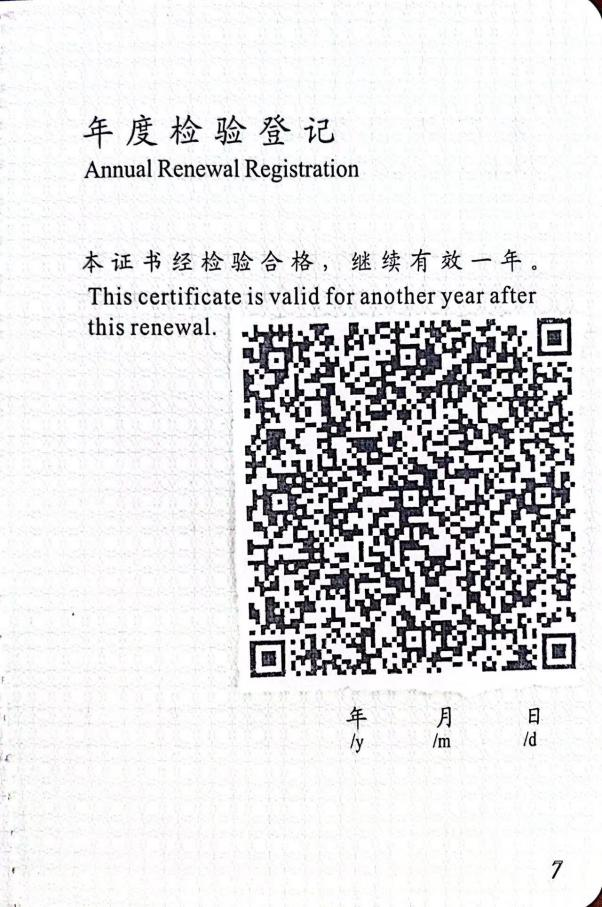 年度检验登记
Annual Renewal Registration
本证书经检验合格，继续有效一年。
This certificate is valid for another year after
this renewal.
年 月 日
/y /m /d
7